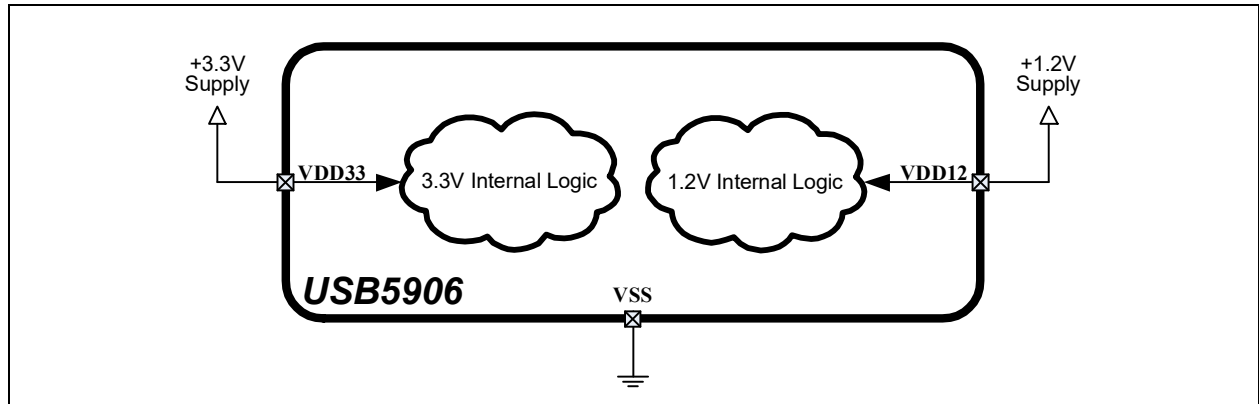 +3.3V
Supply
+1.2V
Supply
VDD33
3.3V Internal Logic
1.2V Internal Logic
VDD12
USB5906
VSS